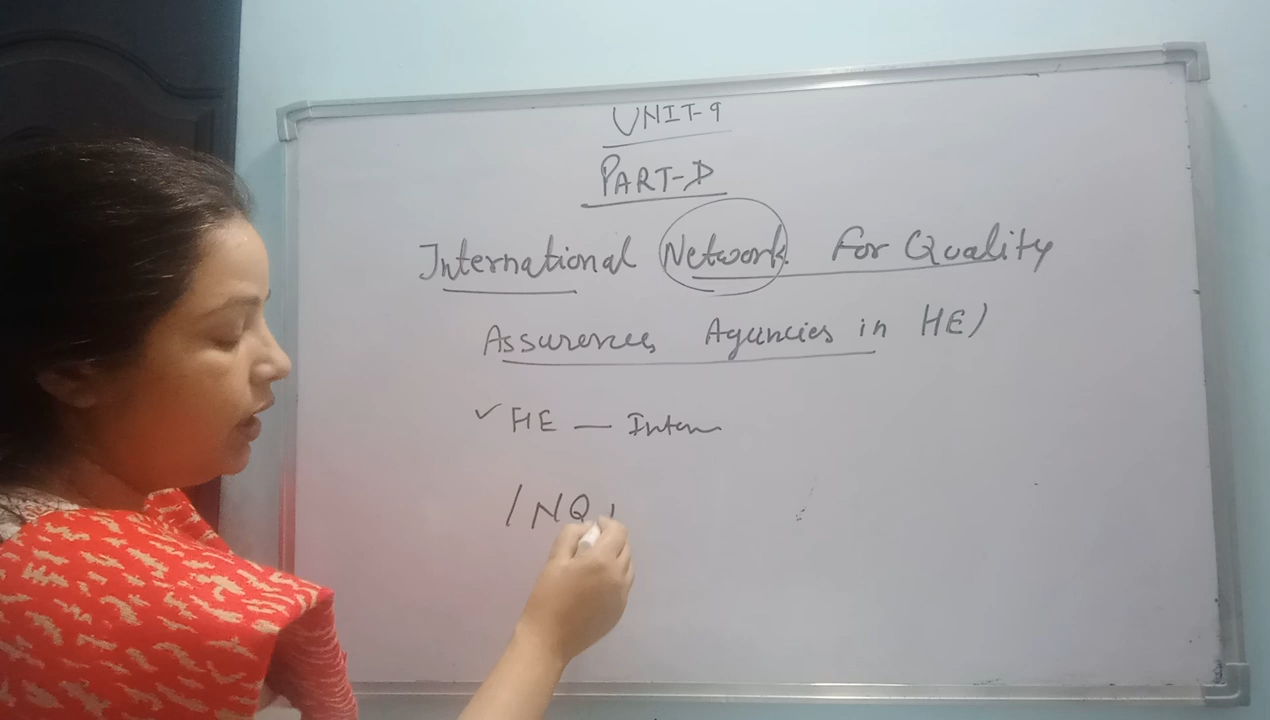 UNIT-9
PART-D
International Network For Quality
Assurences Agencies in HE)
✓ HE — Intern
INQ